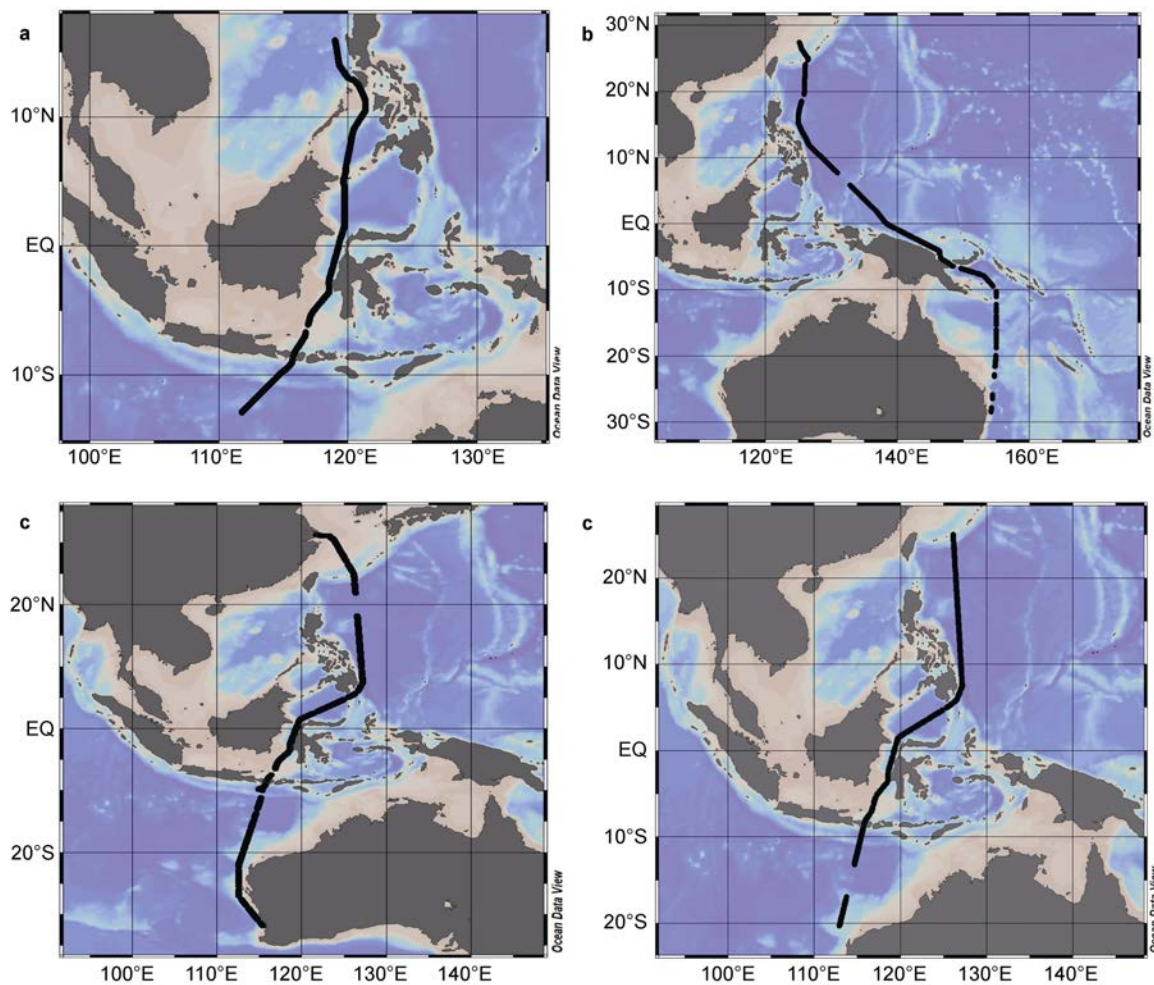 a
10°N
EQ
10°S
100°E 110°E 120°E 130°E
Ocean Data View
b
30°N
20°N
10°N
EQ
10°S
20°S
30°S
120°E 140°E 160°E
Ocean Data View
c
20°N
EQ
20°S
100°E 110°E 120°E 130°E 140°E
Ocean Data View
c
20°N
10°N
EQ
10°S
20°S
100°E 110°E 120°E 130°E 140°E
Ocean Data View